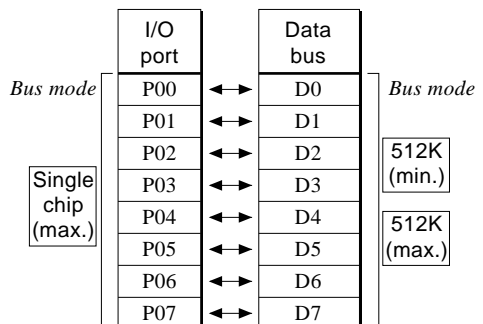 I/O port
Data bus
Bus mode
P00
D0
Bus mode
P01
D1
P02
D2
P03
D3
P04
D4
P05
D5
P06
D6
P07
D7
Single
chip
(max.)
512K
(min.)
512K
(max.)